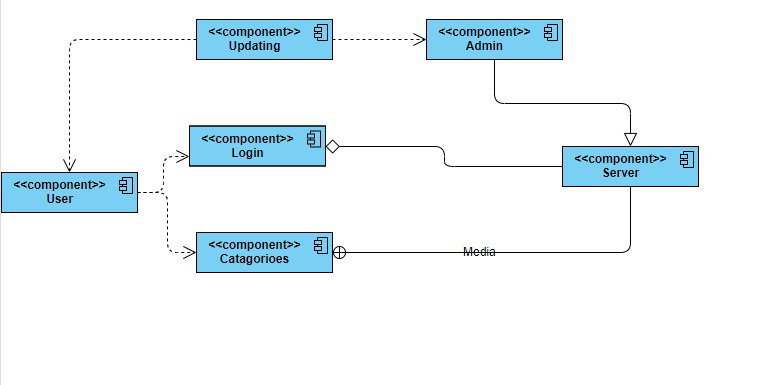 <<component>>
Updating
<<component>>
Admin
<<component>>
Login
<<component>>
Server
<<component>>
User
<<component>>
Catagorioes
Media